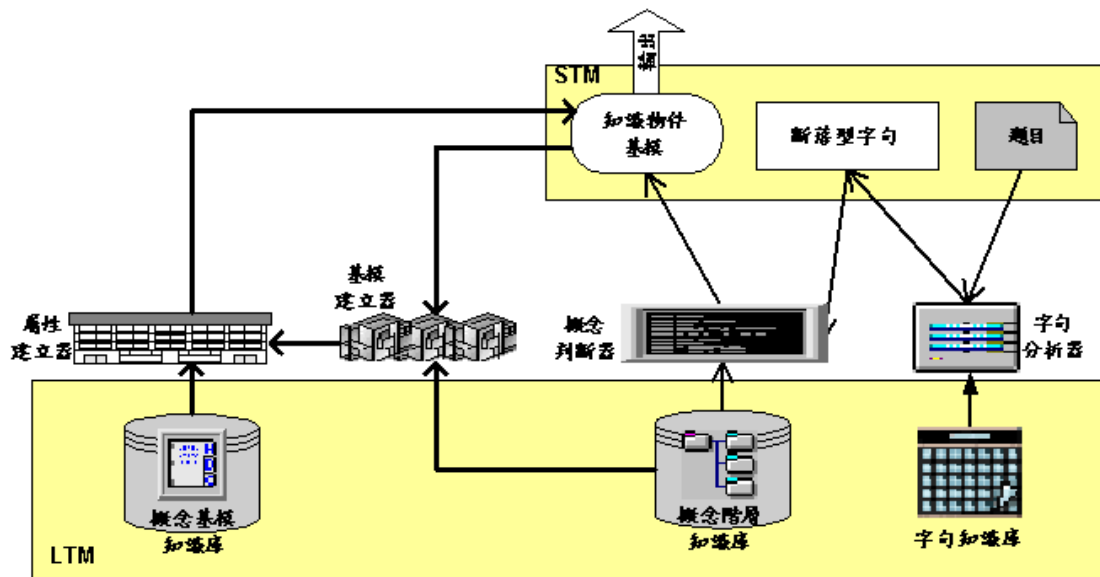 輸出
STM
知識物件
基模
斷落型字句
題目
基模
建立器
屬性
建立器
概念
判斷器
字句
分析器
概念基模
知識庫
概念階層
知識庫
字句知識庫
LTM